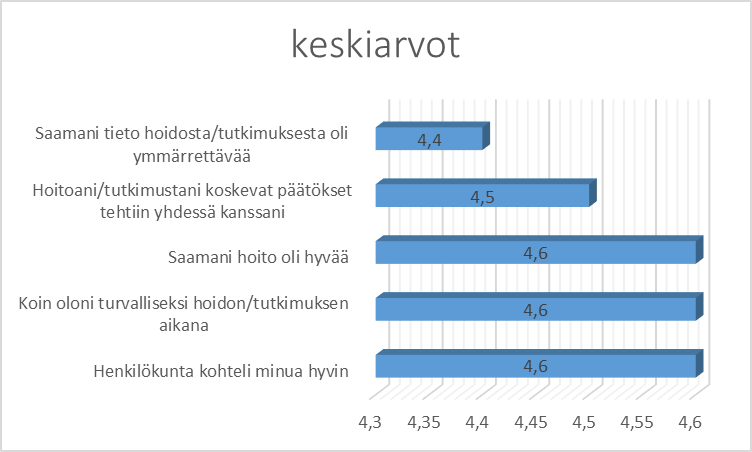 keskiarvot
Saamani tieto hoidosta/tutkimuksesta oli
ymmärrettävää
4,4
Hoitoani/tutkimustani koskevat päätökset
tehtiin yhdessä kanssani
4,5
Saamani hoito oli hyvää
4,6
Koin oloni turvalliseksi hoidon/tutkimuksen
aikana
4,6
Henkilökunta kohteli minua hyvin
4,6
4,3 4,35 4,4 4,45 4,5 4,55 4,6